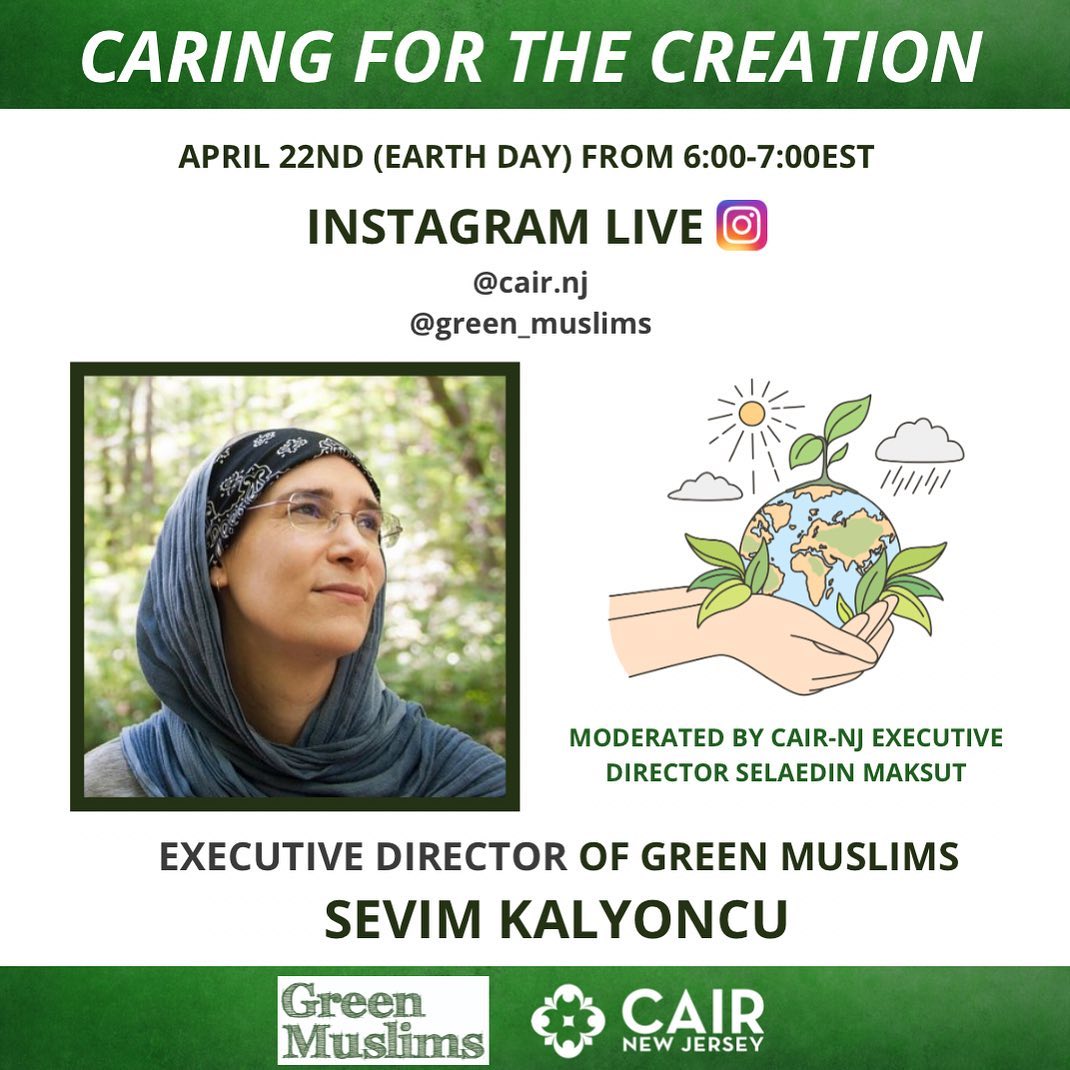 CARING FOR THE CREATION
APRIL 22ND (EARTH DAY) FROM 6:00-7:00EST
INSTAGRAM LIVE
@cair.nj
@green_muslims
MODERATED BY CAIR-NJ EXECUTIVE
DIRECTOR SELAEDIN MAKSUT
EXECUTIVE DIRECTOR OF GREEN MUSLIMS
SEVIM KALYONCU
Green
Muslims
CAIR
NEW JERSEY